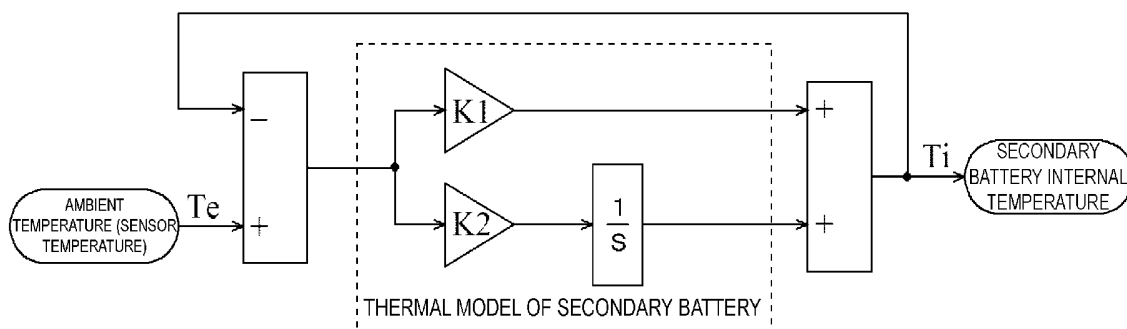 −
K1
+
AMBIENT
TEMPERATURE (SENSOR
TEMPERATURE)
Te
+
K2
1
S
+
Ti
SECONDARY
BATTERY INTERNAL
TEMPERATURE
THERMAL MODEL OF SECONDARY BATTERY